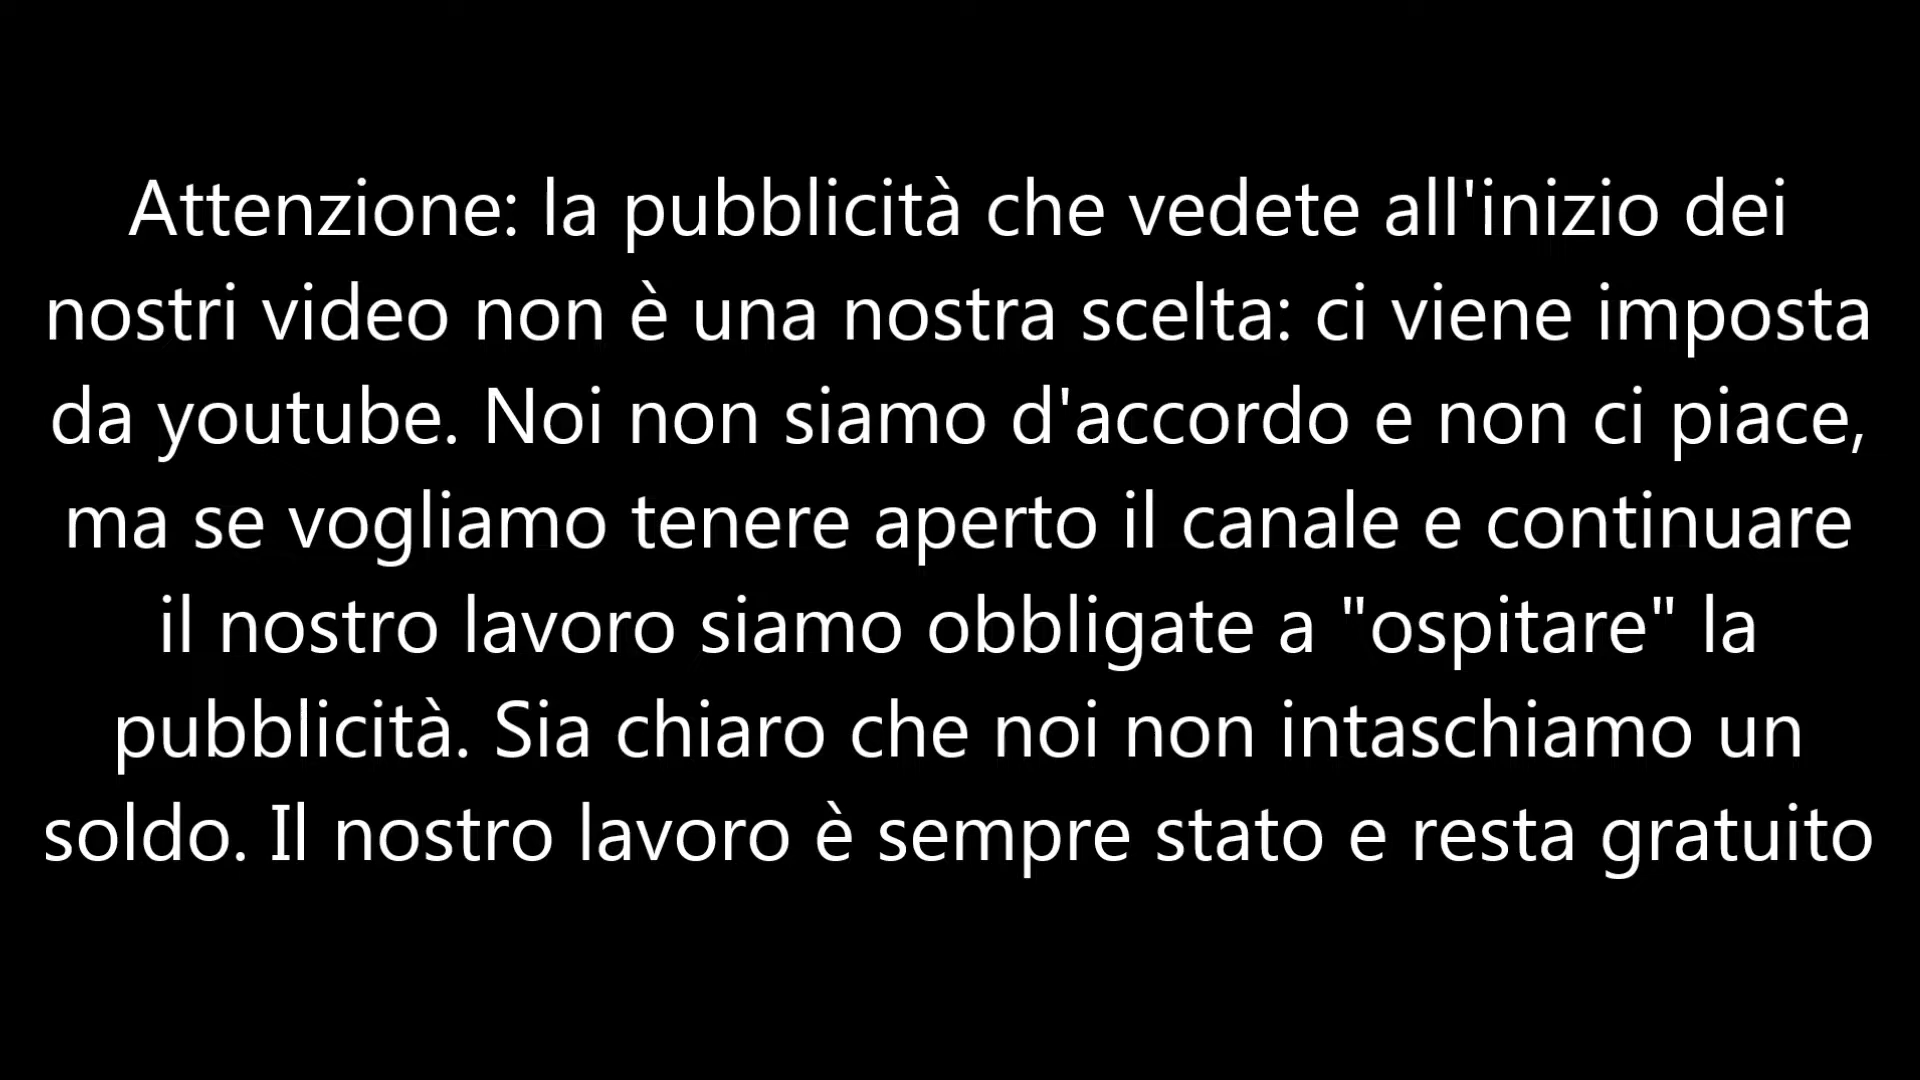 Attenzione: la pubblicità che vedete all'inizio dei
nostri video non è una nostra scelta: ci viene imposta
da youtube. Noi non siamo d'accordo e non ci piace,
ma se vogliamo tenere aperto il canale e continuare
il nostro lavoro siamo obbligate a "ospitare" la
pubblicità. Sia chiaro che noi non intaschiamo un
soldo. Il nostro lavoro è sempre stato e resta gratuito